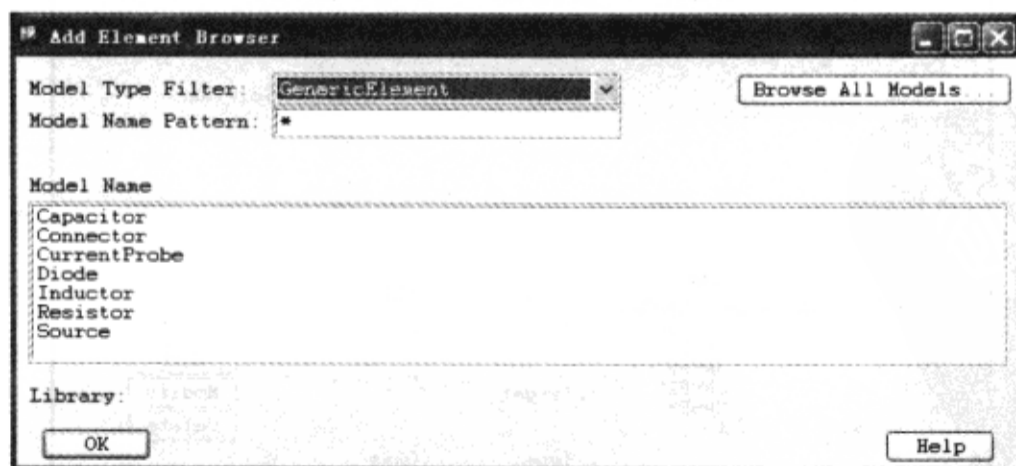 Add Element Browser
Model Type Filter: GenericElement
Browse All Models...
Model Name Pattern: *
Model Name
Capacitor
Connector
CurrentProbe
Diode
Inductor
Resistor
Source
Library:
OK
Help